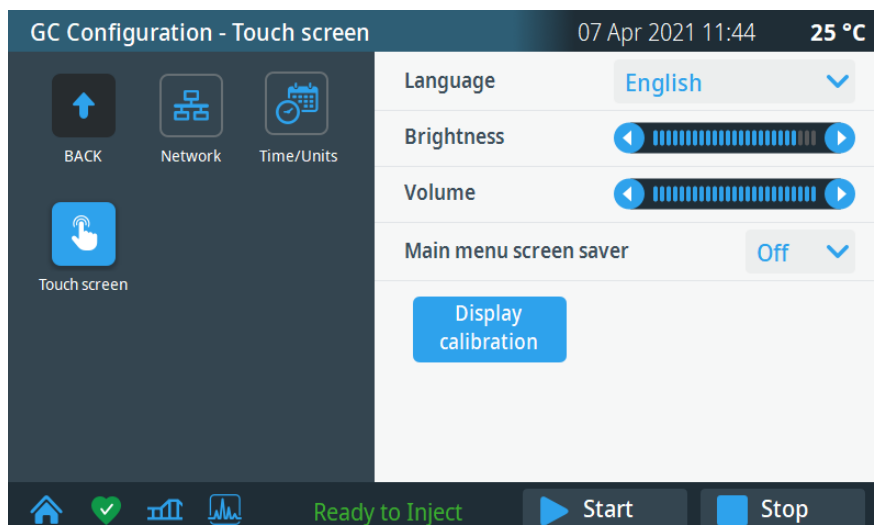 GC Configuration - Touch screen
07 Apr 2021 11:44
25 °C
BACK
Network
Time/Units
Touch screen
Language
English
Brightness
Volume
Main menu screen saver
Off
Display
calibration
Ready to Inject
Start
Stop